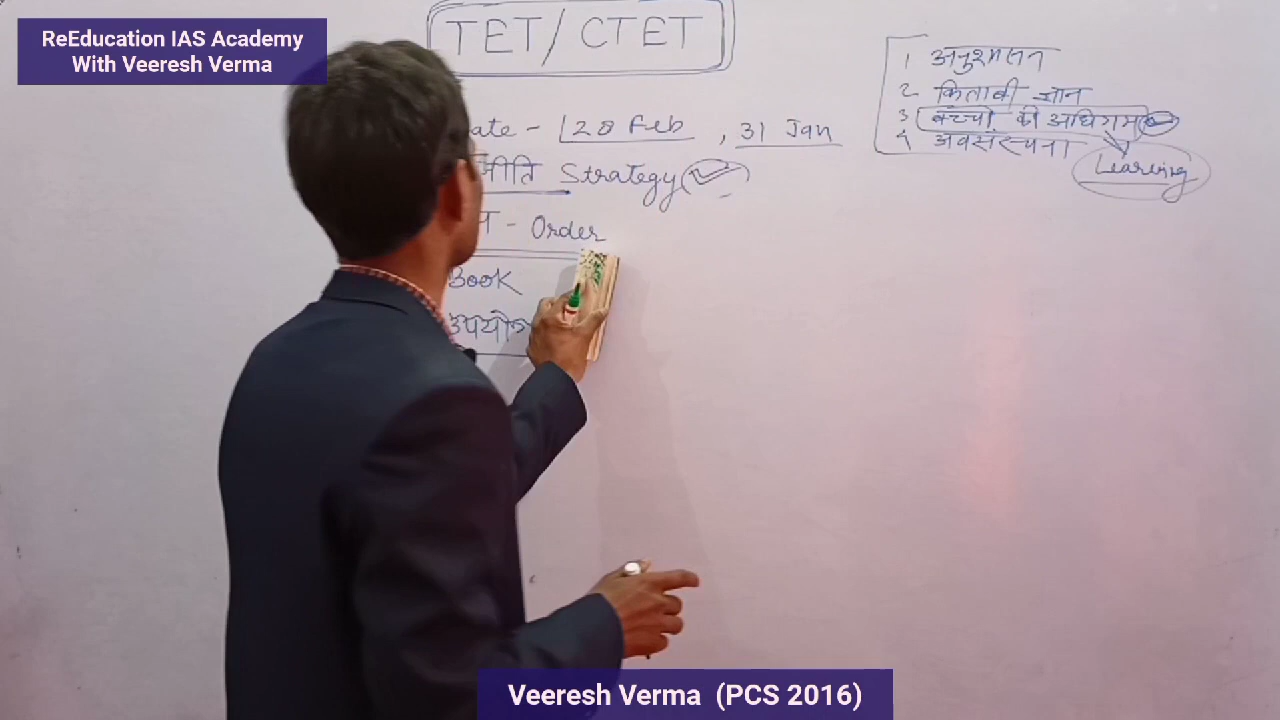 ReEducation IAS Academy
With Veeresh Verma
TET/CTET
ate - 28 Feb, 31 Jan
Strategy
- Order
Book
उपयोग
1 अनुशासन
2 किताबी ज्ञान
3 बच्चो की अधिगम
4 अवसंरचना
Learning
Veeresh Verma (PCS 2016)